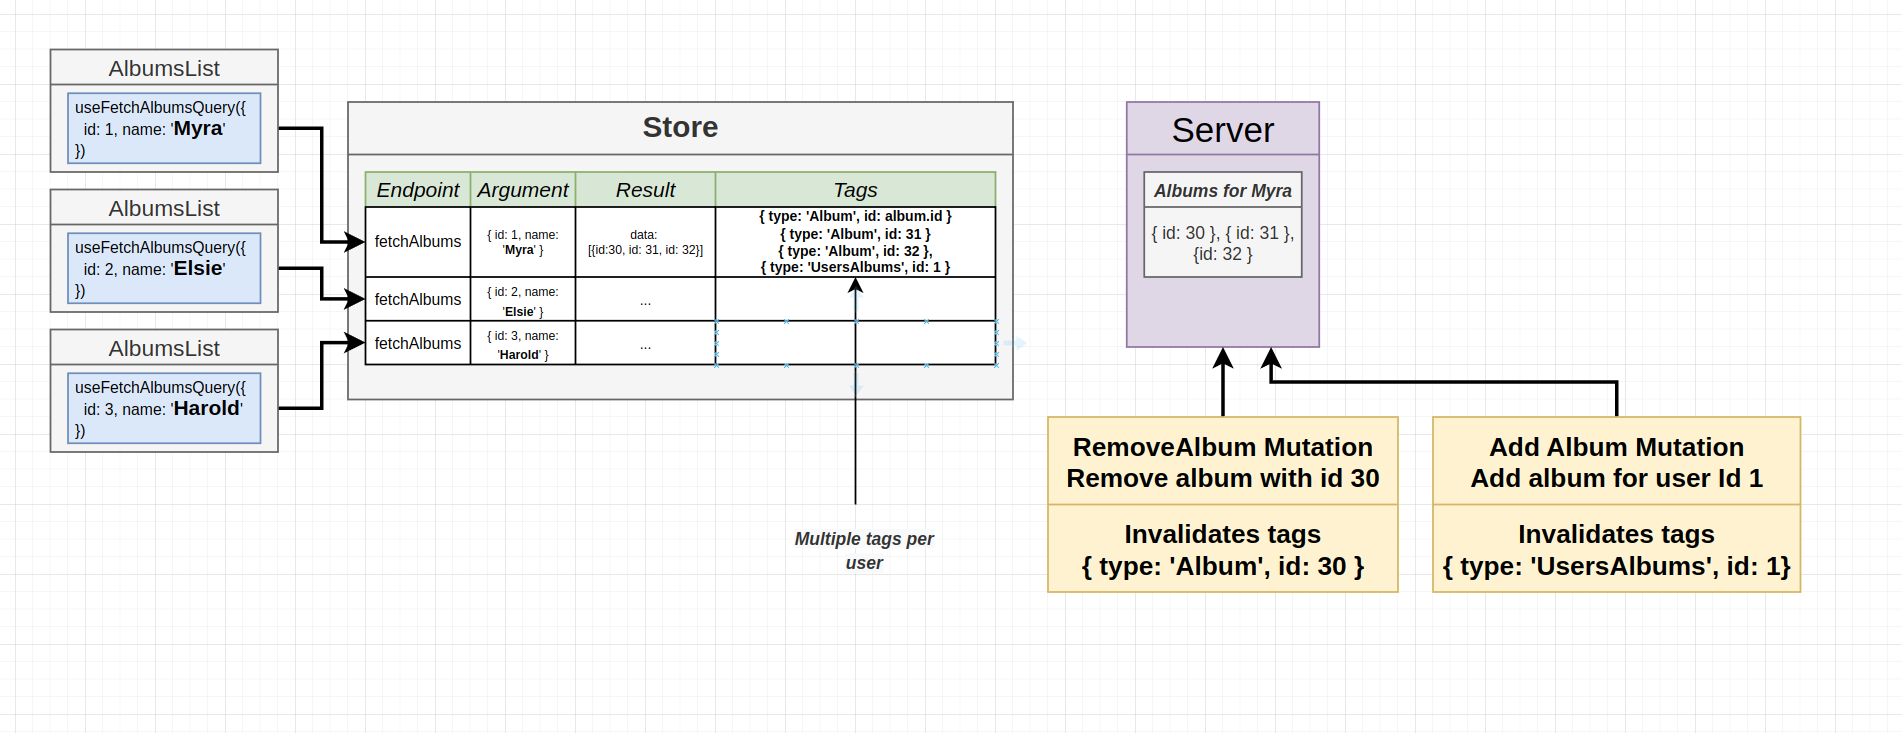 AlbumsList
useFetchAlbumsQuery({
id: 1, name: 'Myra'
})
AlbumsList
useFetchAlbumsQuery({
id: 2, name: 'Elsie'
})
AlbumsList
useFetchAlbumsQuery({
id: 3, name: 'Harold'
})
Store
Endpoint Argument Result Tags
fetchAlbums
{ id: 1, name:
'Myra' }
data:
[{id:30, id: 31, id: 32}]
{ type: 'Album', id: album.id }
{ type: 'Album', id: 31 }
{ type: 'Album', id: 32 },
{ type: 'UsersAlbums', id: 1 }
fetchAlbums
{ id: 2, name:
'Elsie' }
...
fetchAlbums
{ id: 3, name:
'Harold' }
...
Multiple tags per
user
Server
Albums for Myra
{ id: 30 }, { id: 31 },
{id: 32 }
RemoveAlbum Mutation
Remove album with id 30
Invalidates tags
{ type: 'Album', id: 30 }
Add Album Mutation
Add album for user Id 1
Invalidates tags
{ type: 'UsersAlbums', id: 1}